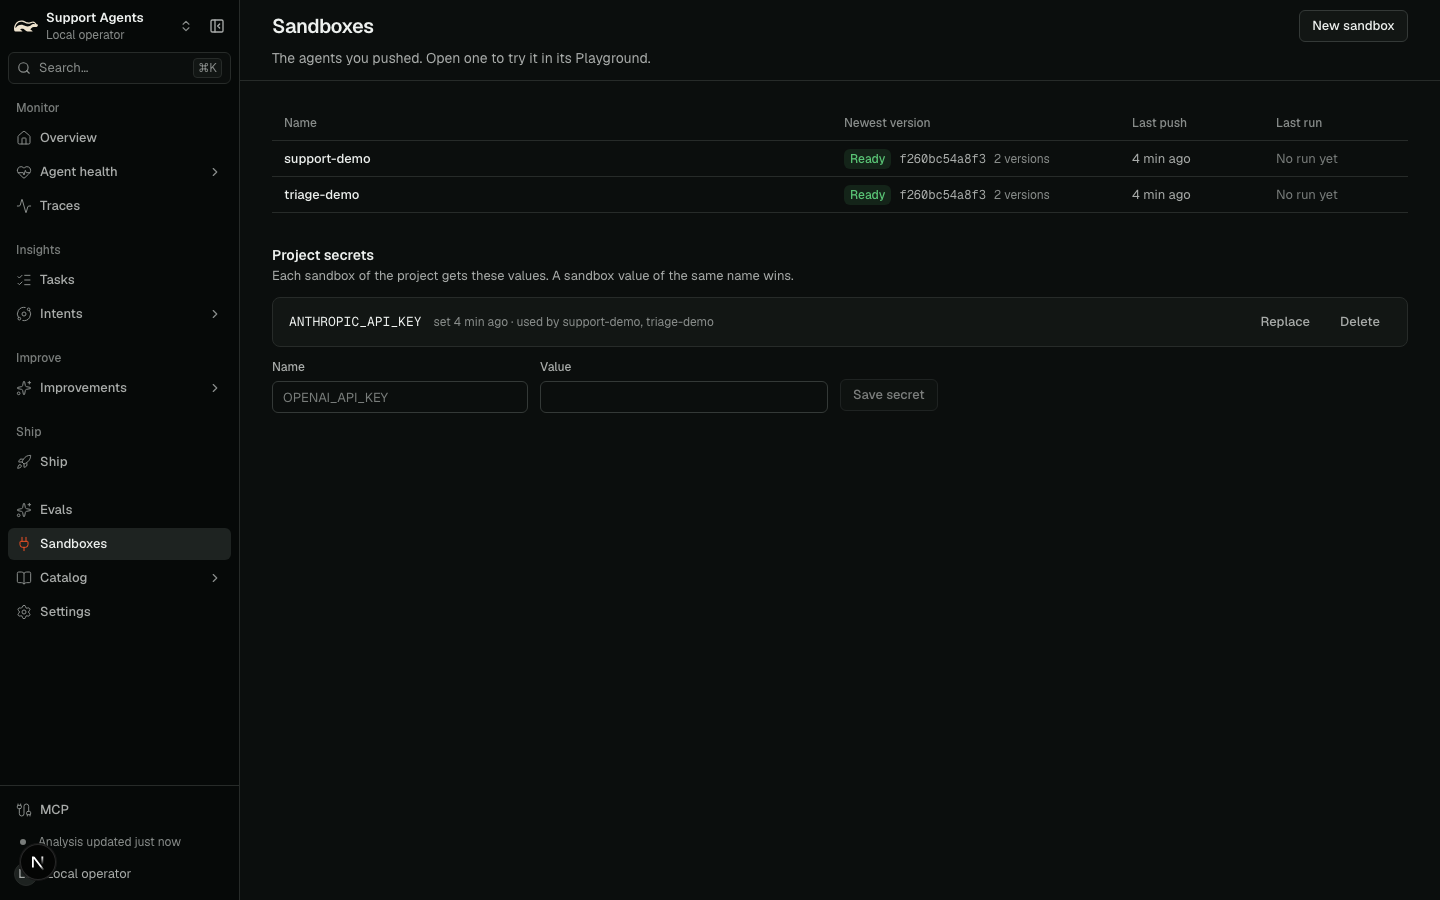 Support Agents
Local operator
Search...
⌘K
Monitor
Overview
Agent health
Traces
Insights
Tasks
Intents
Improve
Improvements
Ship
Ship
Evals
Sandboxes
Catalog
Settings
MCP
Analysis updated just now
Local operator
Sandboxes
New sandbox
The agents you pushed. Open one to try it in its Playground.
Name Newest version Last push Last run
support-demo Ready f260bc54a8f3 2 versions 4 min ago No run yet
triage-demo Ready f260bc54a8f3 2 versions 4 min ago No run yet
Project secrets
Each sandbox of the project gets these values. A sandbox value of the same name wins.
ANTHROPIC_API_KEY set 4 min ago · used by support-demo, triage-demo Replace Delete
Name Value
OPENAI_API_KEY Save secret